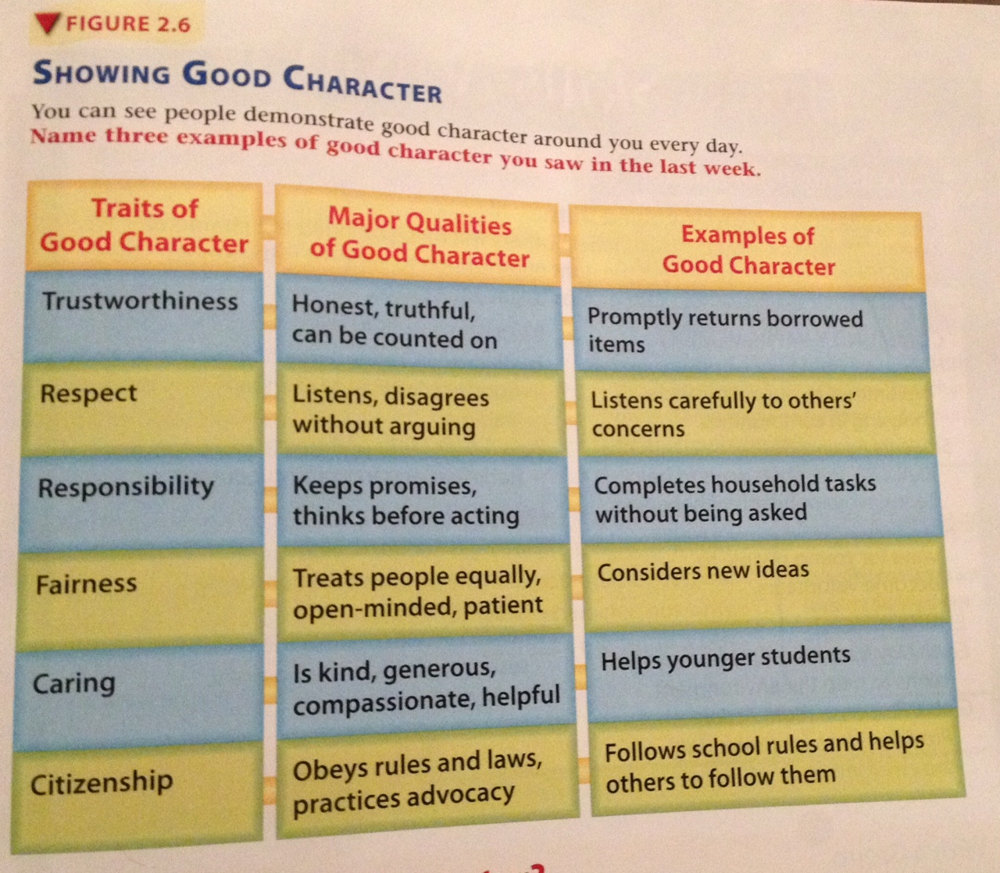 FIGURE 2.6
SHOWING GOOD CHARACTER
You can see people demonstrate good character around you every day.
Name three examples of good character you saw in the last week.
Traits of
Good Character
Major Qualities
of Good Character
Examples of
Good Character
Trustworthiness
Honest, truthful,
can be counted on
Promptly returns borrowed
items
Respect
Listens, disagrees
without arguing
Listens carefully to others'
concerns
Responsibility
Keeps promises,
thinks before acting
Completes household tasks
without being asked
Fairness
Treats people equally,
open-minded, patient
Considers new ideas
Caring
Is kind, generous,
compassionate, helpful
Helps younger students
Citizenship
Obeys rules and laws,
practices advocacy
Follows school rules and helps
others to follow them